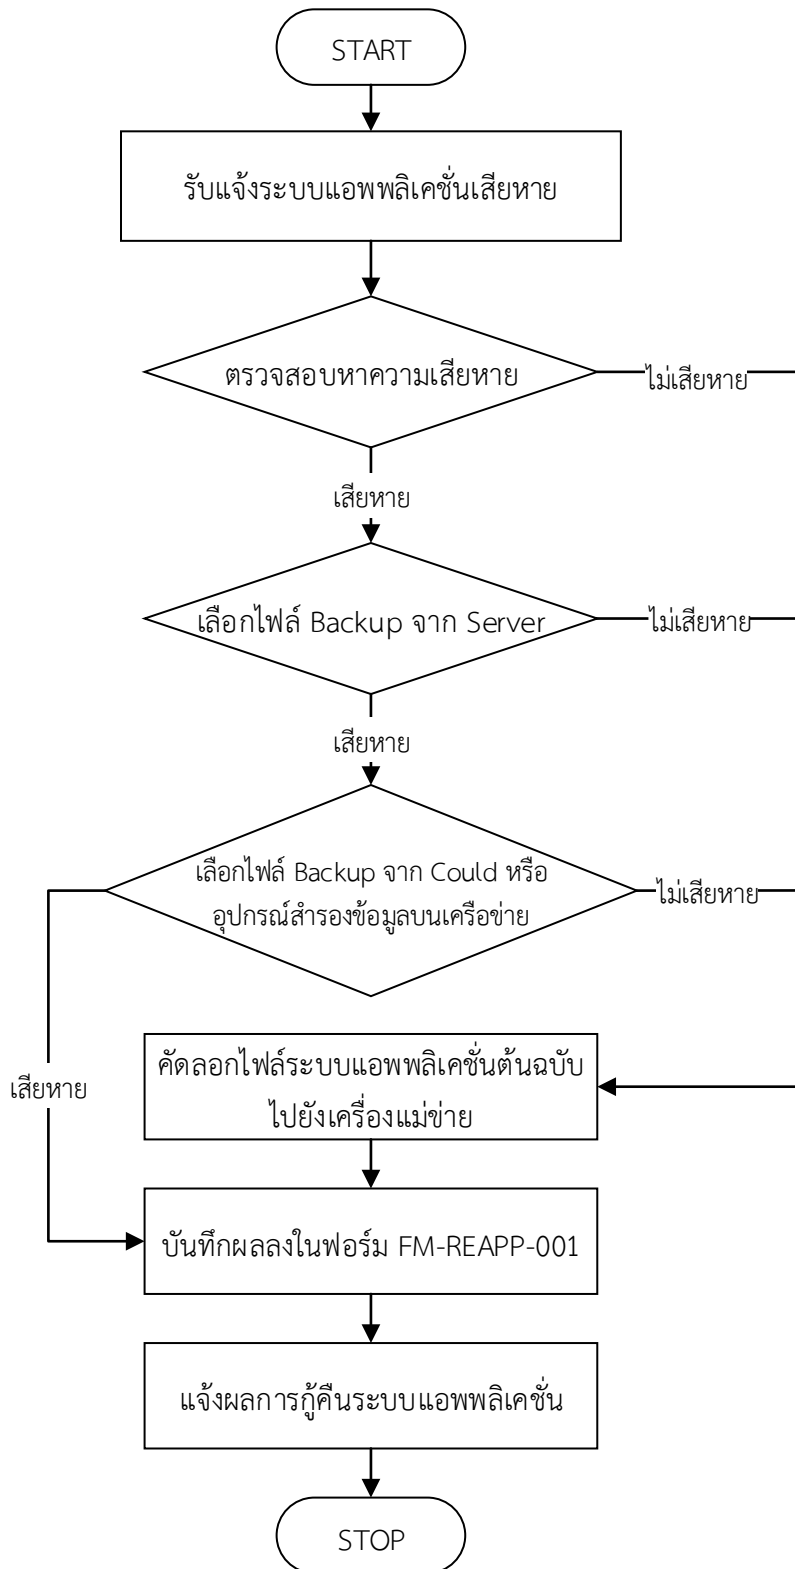 START
รับแจ้งระบบแอพพลิเคชั่นเสียหาย
ตรวจสอบหาความเสียหาย
ไม่เสียหาย
เสียหาย
เลือกไฟล์ Backup จาก Server
ไม่เสียหาย
เสียหาย
เลือกไฟล์ Backup จาก Could หรือ
อุปกรณ์สำรองข้อมูลบนเครือข่าย
ไม่เสียหาย
เสียหาย
คัดลอกไฟล์ระบบแอพพลิเคชั่นต้นฉบับ
ไปยังเครื่องแม่ข่าย
บันทึกผลลงในฟอร์ม FM-REAPP-001
แจ้งผลการกู้คืนระบบแอพพลิเคชั่น
STOP